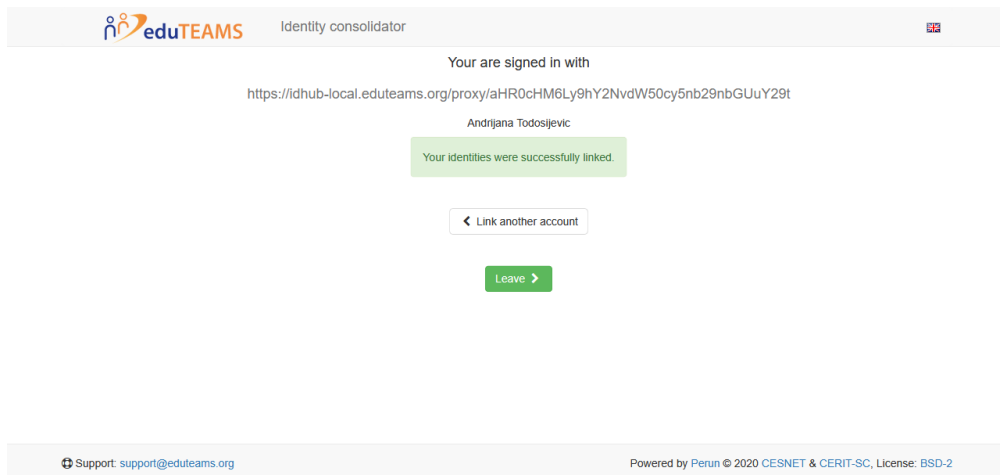 eduTEAMS Identity consolidator
Your are signed in with
https://idhub-local.eduteams.org/proxy/aHR0cHM6Ly9hY2NvdW50cy5nb29nbGUuY29t
Andrijana Todosijevic
Your identities were successfully linked.
Link another account
Leave
Support: support@eduteams.org Powered by Perun © 2020 CESNET & CERIT-SC, License: BSD-2